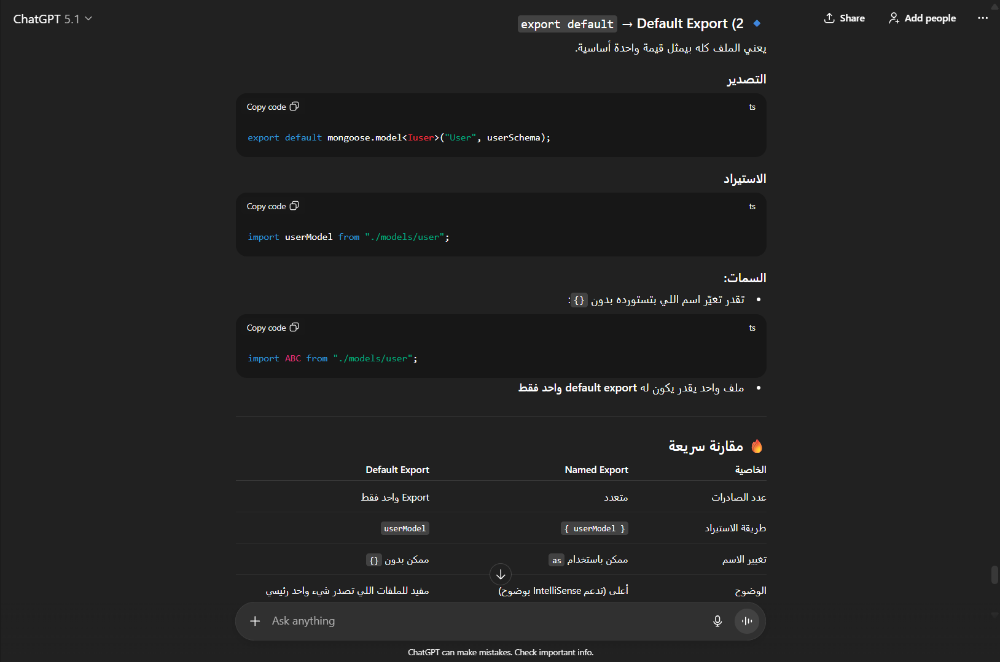 ChatGPT 5.1
Share
Add people
2) Default Export → export default
يعني الملف كله بيمثل قيمة واحدة أساسية.
التصدير
Copy code
ts
export default mongoose.model<Iuser>("User", userSchema);
الاستيراد
Copy code
ts
import userModel from "./models/user";
السمات:
تقدر تغيّر اسم اللي بتستورده بدون {}:
Copy code
ts
import ABC from "./models/user";
ملف واحد يقدر يكون له default export واحد فقط
🔥 مقارنة سريعة
الخاصية Named Export Default Export
عدد الصادرات متعدد Export واحد فقط
طريقة الاستيراد { userModel } userModel
تغيير الاسم ممكن باستخدام as ممكن بدون {}
الوضوح أعلى (تدعم IntelliSense بوضوح) مفيد للملفات اللي تصدر شيء واحد رئيسي
Ask anything
ChatGPT can make mistakes. Check important info.